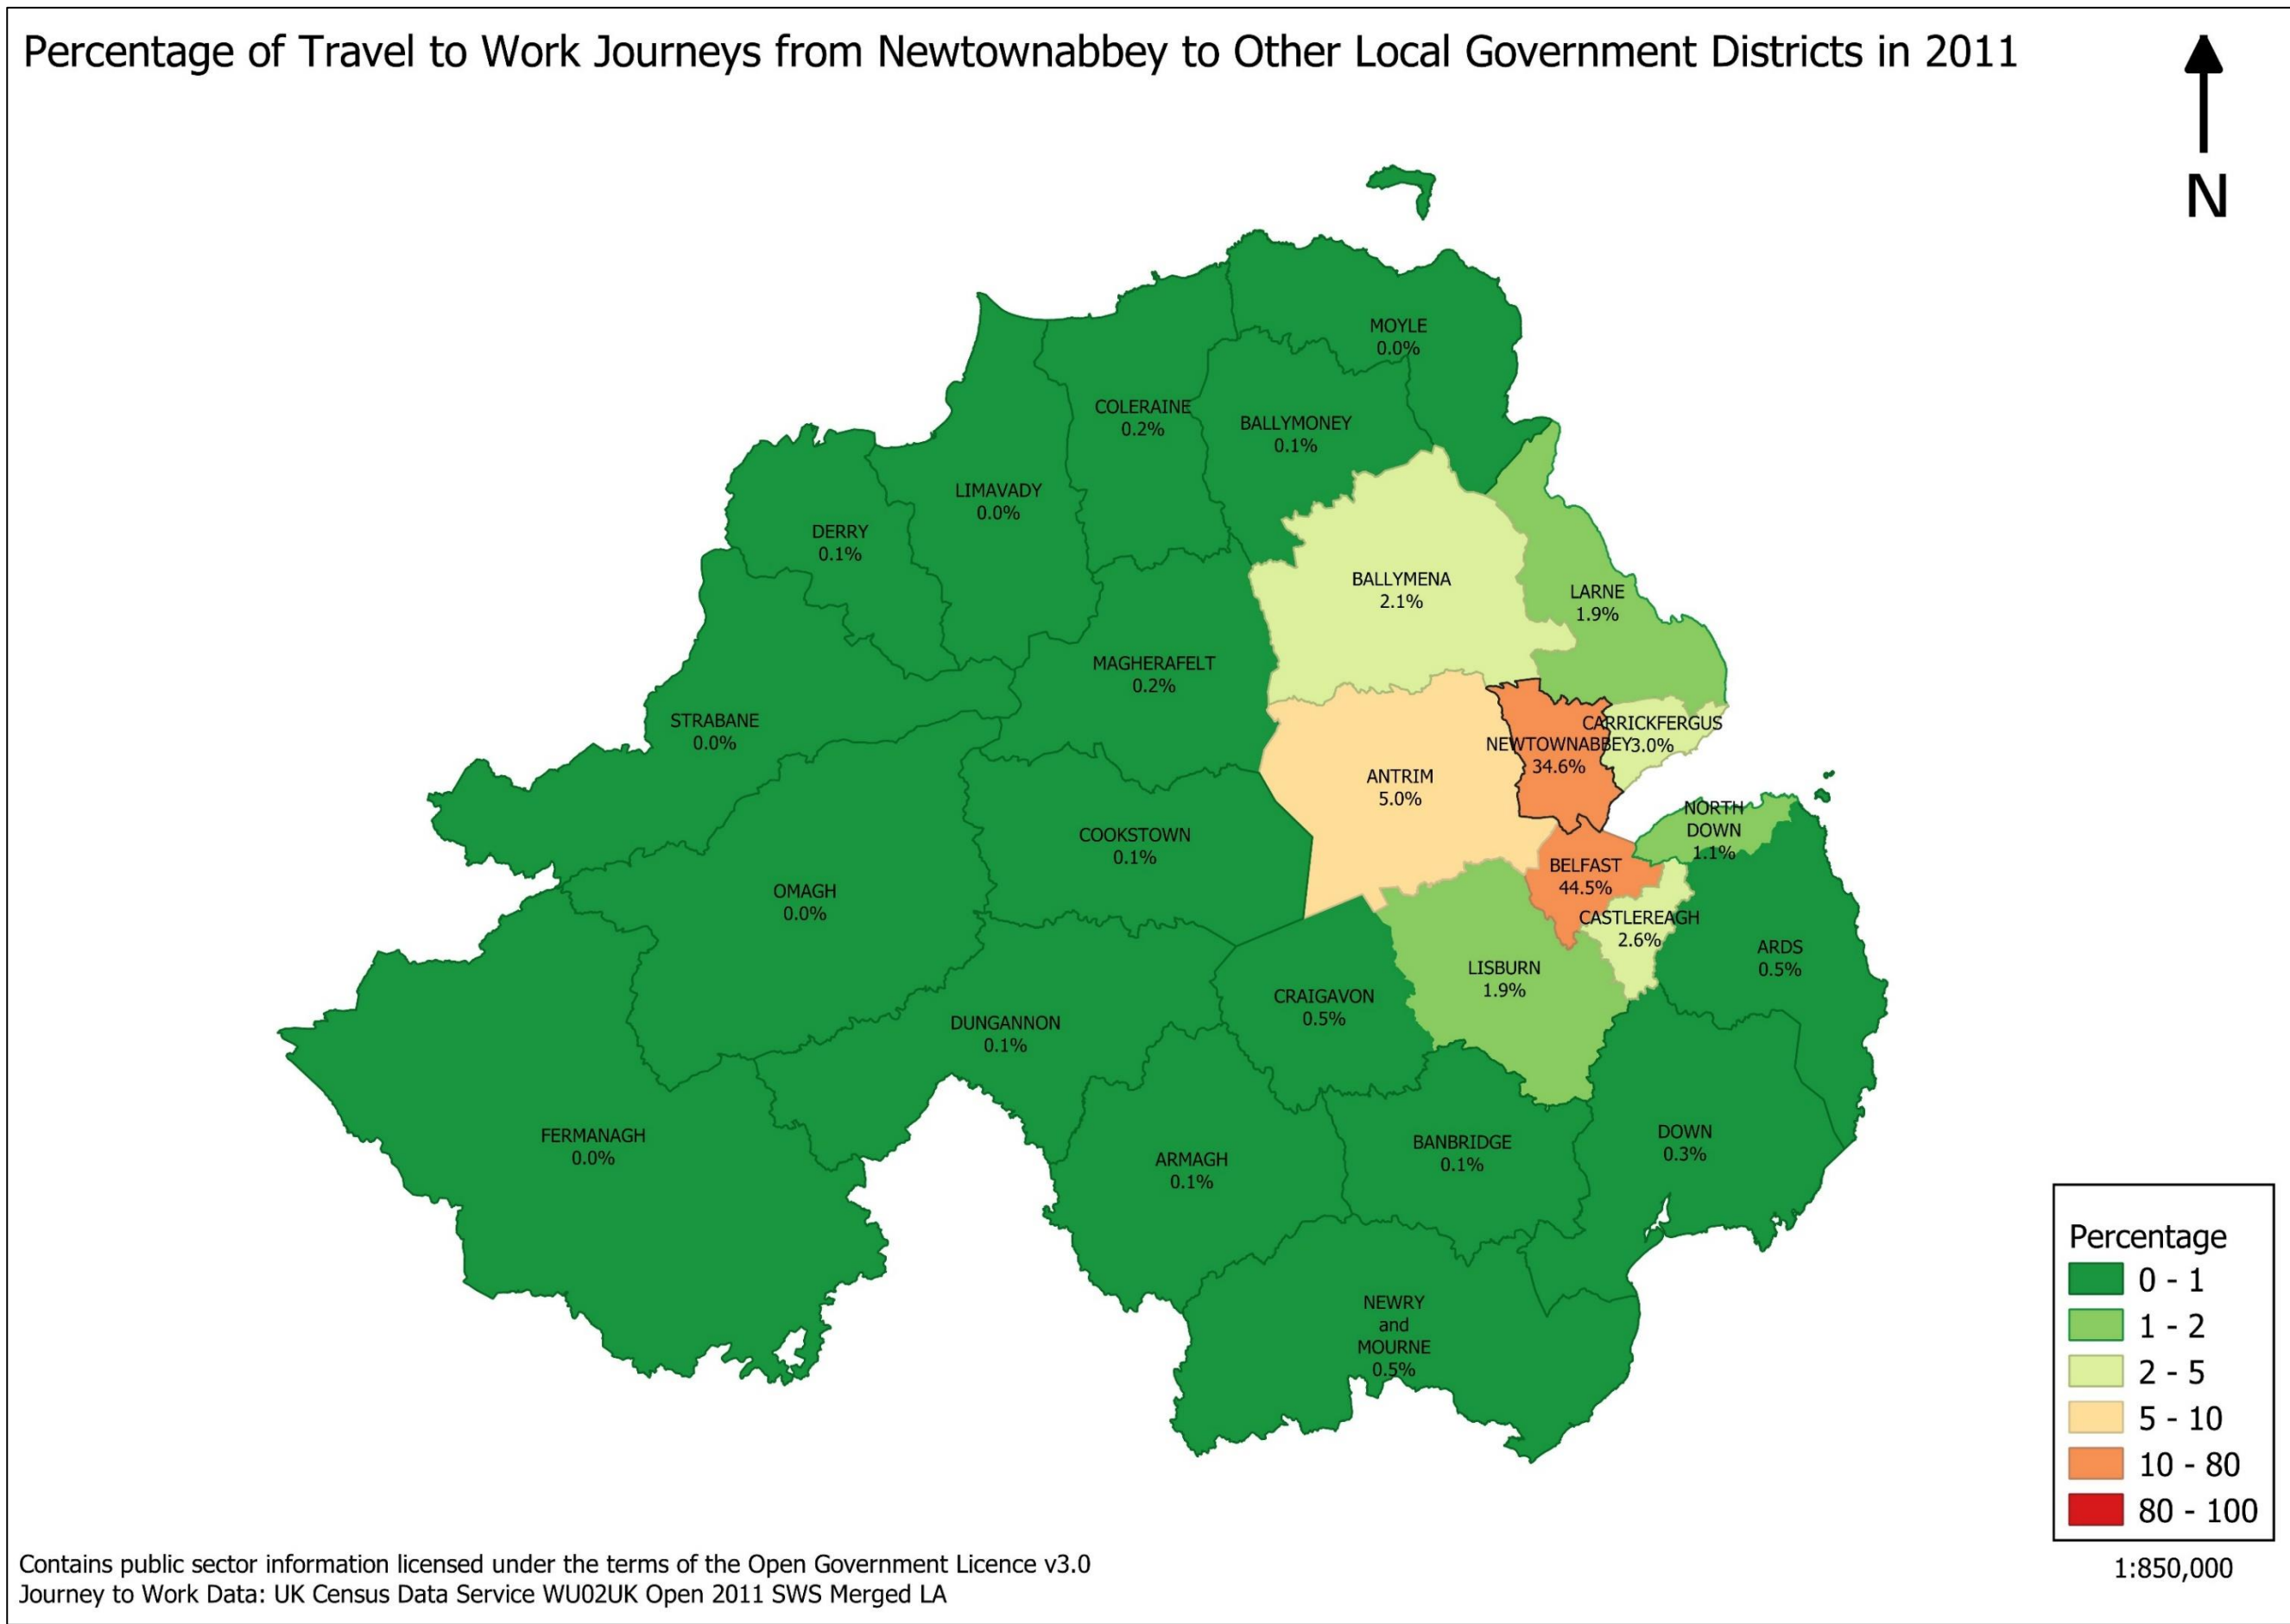 Percentage of Travel to Work Journeys from Newtownabbey to Other Local Government Districts in 2011
N
MOYLE
0.0%
COLERAINE
0.2%
BALLYMONEY
0.1%
LIMAVADY
0.0%
DERRY
0.1%
BALLYMENA
2.1%
LARNE
1.9%
MAGHERAFELT
0.2%
STRABANE
0.0%
CARRICKFERGUS
3.0%
NEWTOWNABBEY
34.6%
ANTRIM
5.0%
NORTH
DOWN
1.1%
COOKSTOWN
0.1%
BELFAST
44.5%
OMAGH
0.0%
CASTLEREAGH
2.6%
ARDS
0.5%
LISBURN
1.9%
CRAIGAVON
0.5%
DUNGANNON
0.1%
FERMANAGH
0.0%
ARMAGH
0.1%
BANBRIDGE
0.1%
DOWN
0.3%
NEWRY
and
MOURNE
0.5%
Percentage
0 - 1
1 - 2
2 - 5
5 - 10
10 - 80
80 - 100
1:850,000
Contains public sector information licensed under the terms of the Open Government Licence v3.0
Journey to Work Data: UK Census Data Service WU02UK Open 2011 SWS Merged LA